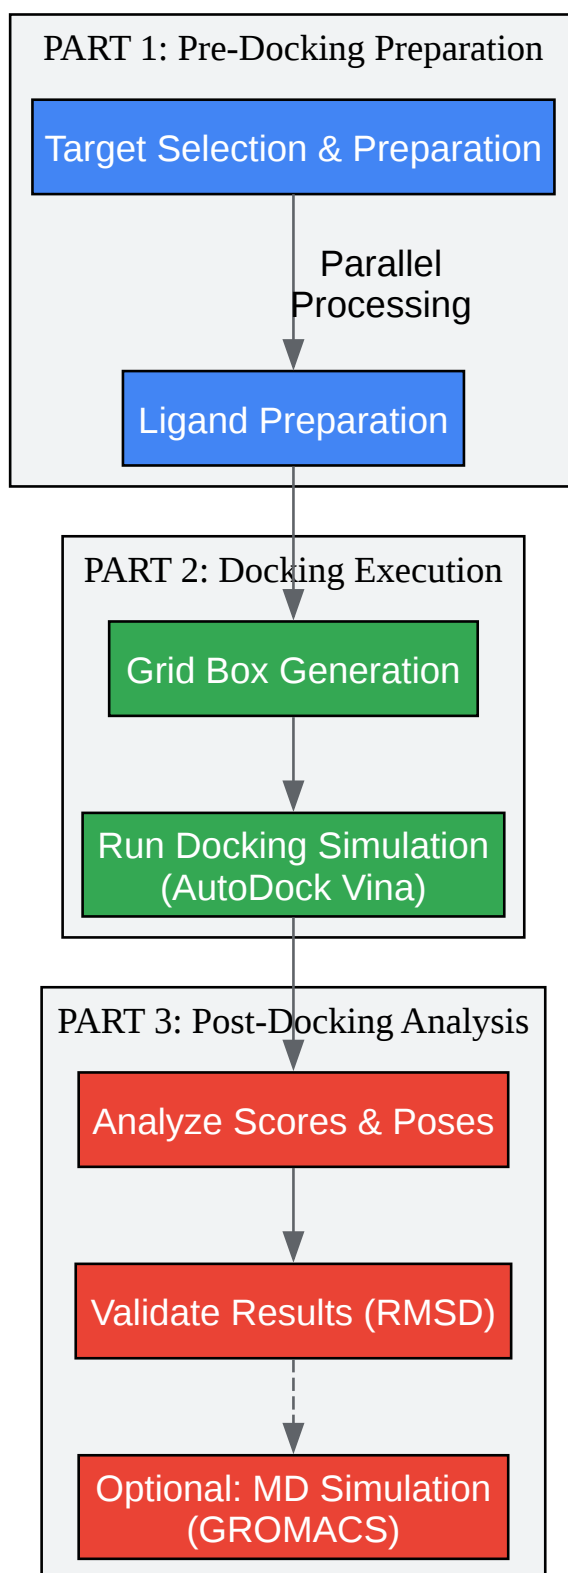 PART 1: Pre-Docking Preparation
Target Selection & Preparation
Parallel
Processing
Ligand Preparation
PART 2: Docking Execution
Grid Box Generation
Run Docking Simulation
(AutoDock Vina)
PART 3: Post-Docking Analysis
Analyze Scores & Poses
Validate Results (RMSD)
Optional: MD Simulation
(GROMACS)